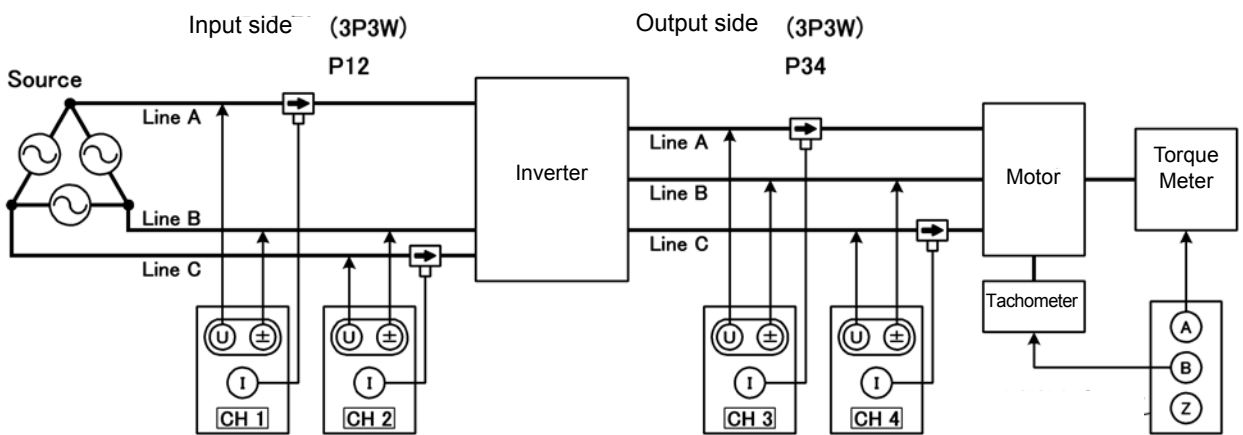 Input side (3P3W)
P12
Output side (3P3W)
P34
Source
Line A
Line B
Line C
Inverter
Line A
Line B
Line C
Motor
Torque
Meter
Tachometer
U ±
I
CH 1
U ±
I
CH 2
U ±
I
CH 3
U ±
I
CH 4
A
B
Z